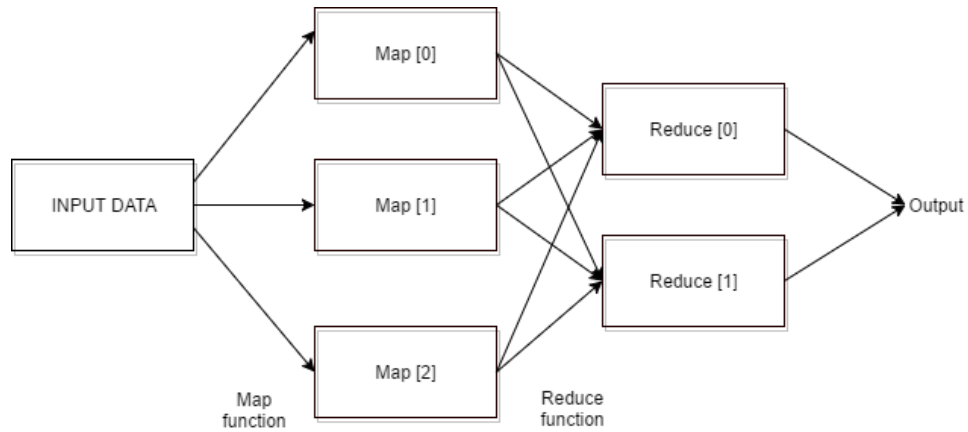 Map [0]
Reduce [0]
INPUT DATA
Map [1]
Output
Reduce [1]
Map [2]
Map
function
Reduce
function